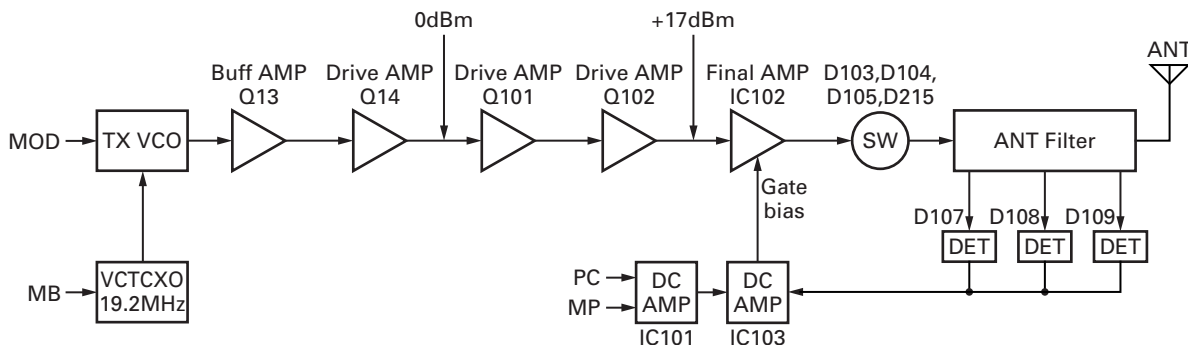 0dBm
+17dBm
ANT
Buff AMP
Q13
Drive AMP
Q14
Drive AMP
Q101
Drive AMP
Q102
Final AMP
IC102
D103,D104,
D105,D215
MOD
TX VCO
SW
ANT Filter
Gate
bias
D107
D108
D109
DET
DET
DET
MB
VCTCXO
19.2MHz
PC
MP
DC
AMP
DC
AMP
IC101
IC103